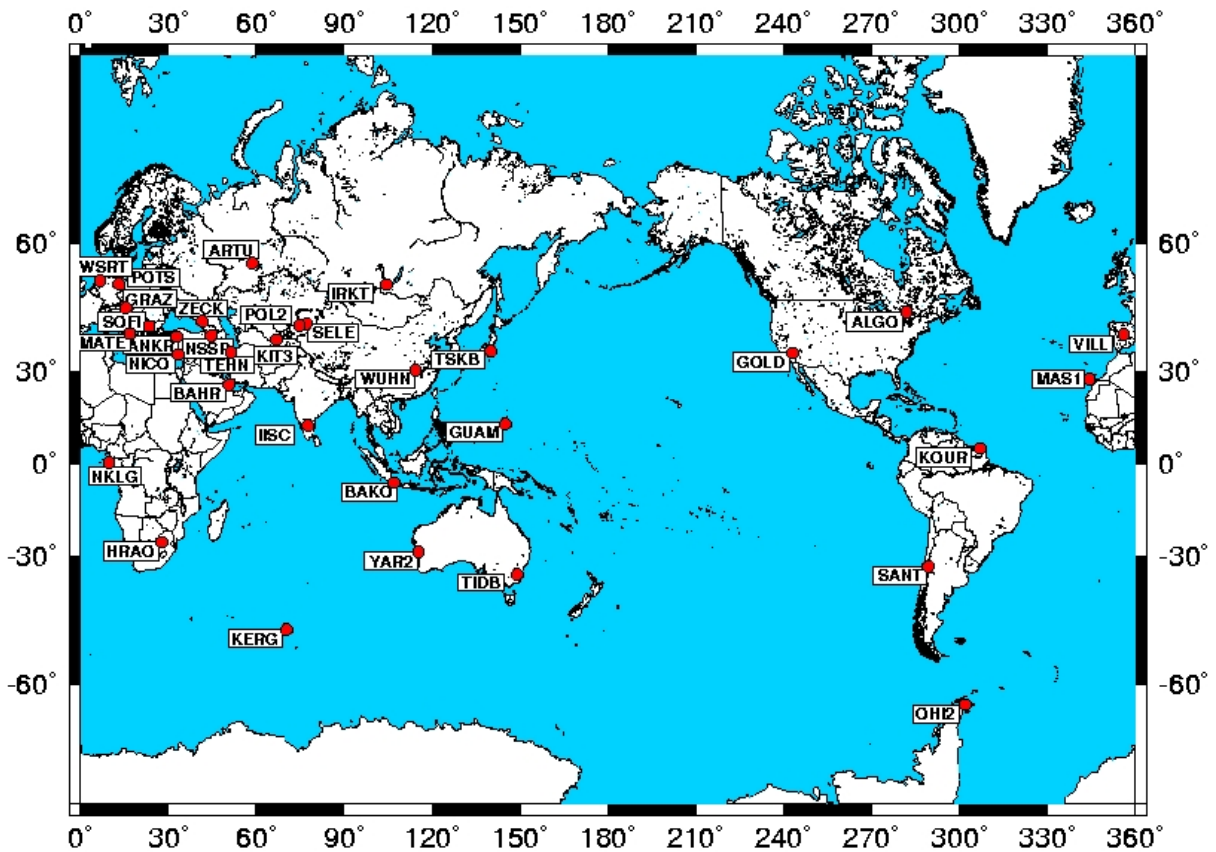 0° 30° 60° 90° 120° 150° 180° 210° 240° 270° 300° 330° 360°
60° 60°
ARTU
WSRT
POTS
IRKT
GRAZ
ZECK
POL2
SOFI
ALGO
SELE
MATE
ANKR
NSSP
VILL
NICO
TEHN
KIT3
TSKB
GOLD
30° 30°
WUHN
MAS1
BAHR
IISC
GUAM
KOUR
0° 0°
NKLG
BAKO
HRAO
-30° -30°
YAR2
TIDB
SANT
KERG
-60° -60°
OHI2
0° 30° 60° 90° 120° 150° 180° 210° 240° 270° 300° 330° 360°